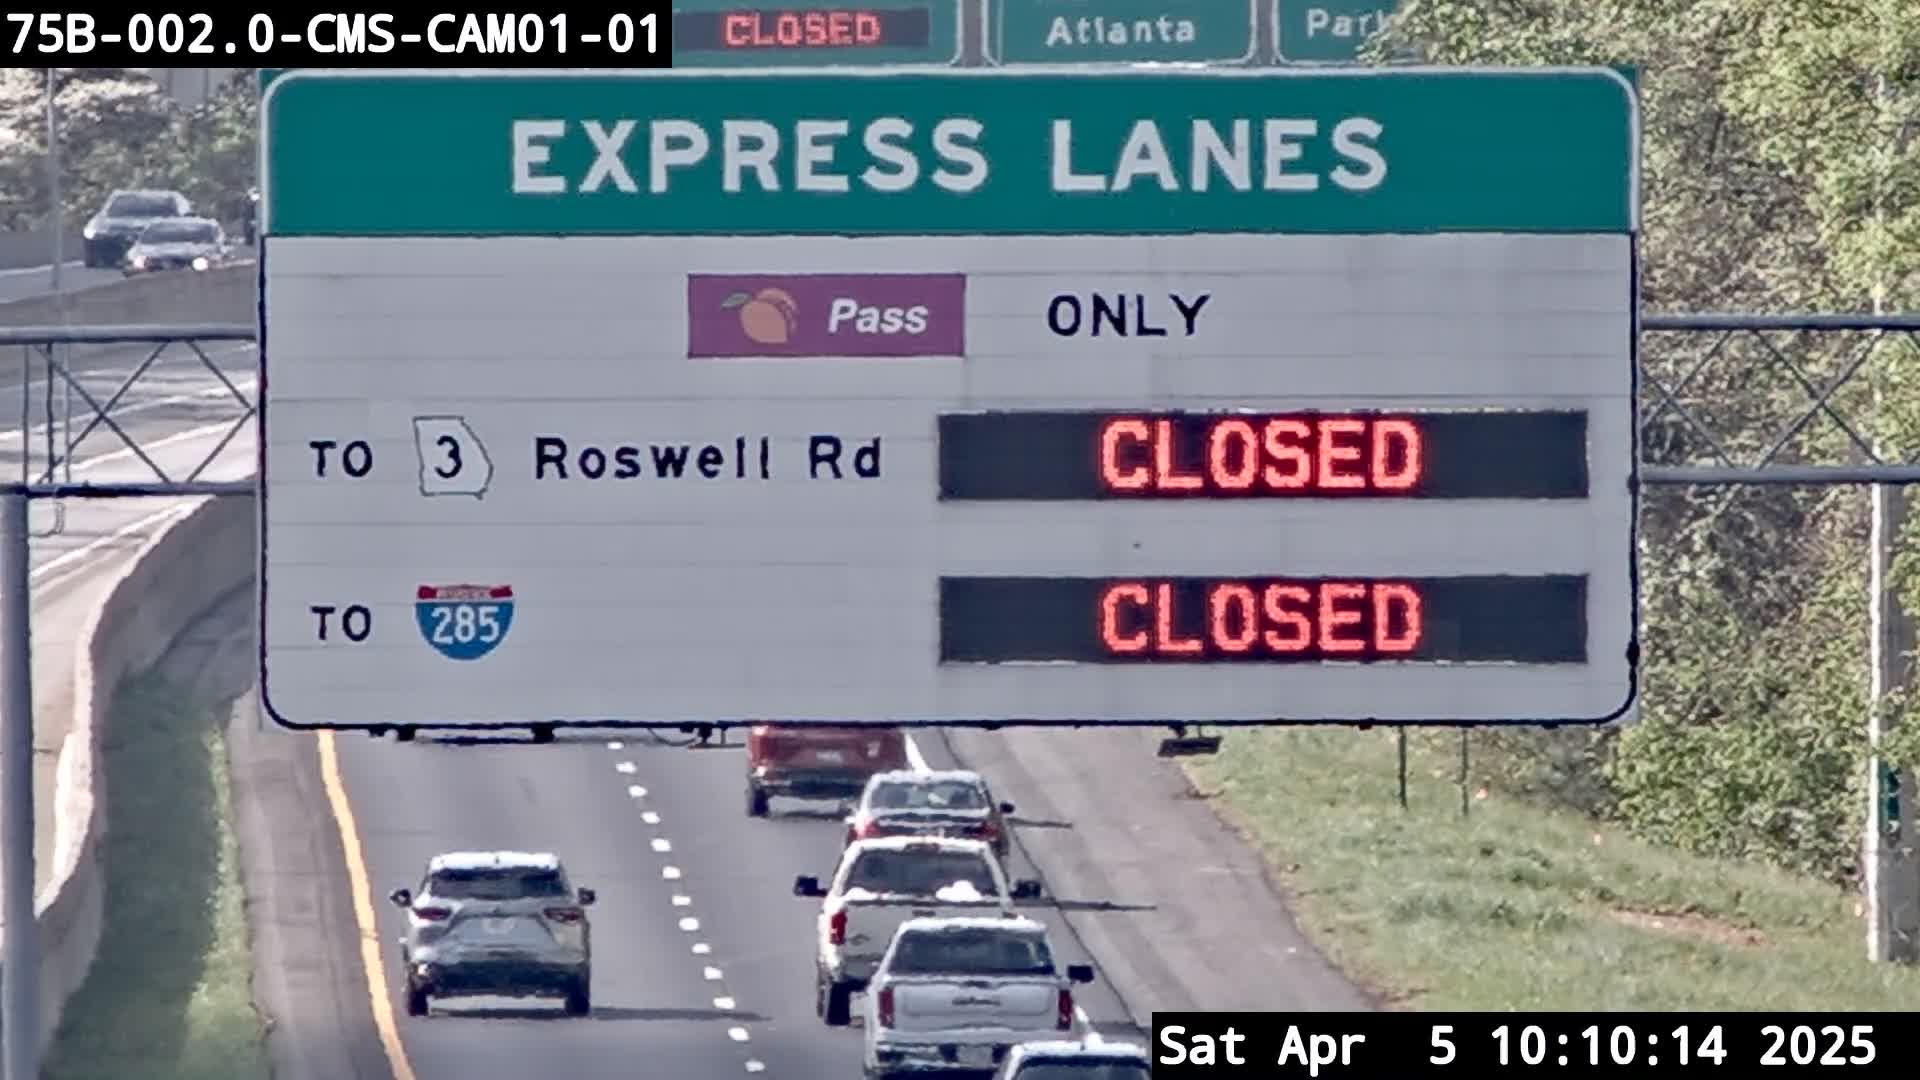 75B-002.0-CMS-CAM01-01
CLOSED
Atlanta
Park
EXPRESS LANES
Pass ONLY
TO 3 Roswell Rd CLOSED
TO 285 CLOSED
Sat Apr 5 10:10:14 2025